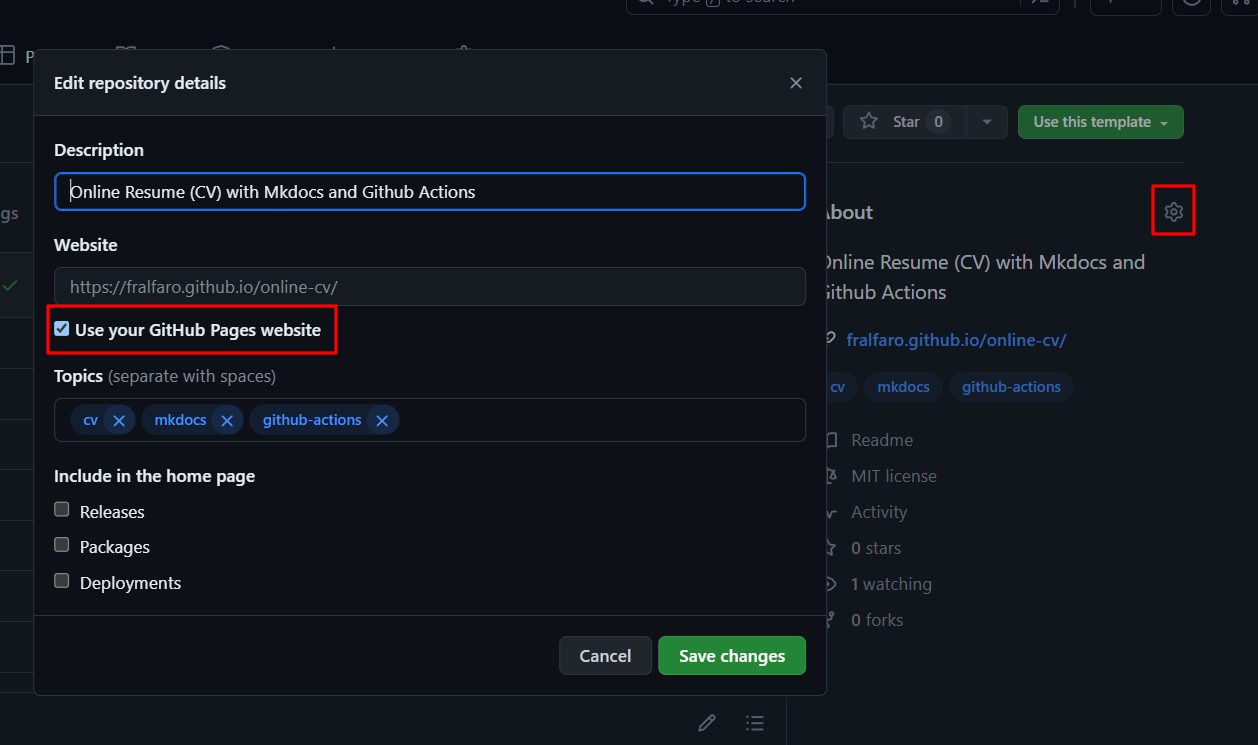 Type / to search
Edit repository details
Star 0
Use this template
Description
Online Resume (CV) with Mkdocs and Github Actions
gs
Website
https://fralfaro.github.io/online-cv/
Use your GitHub Pages website
Topics (separate with spaces)
cv
mkdocs
github-actions
Include in the home page
Releases
Packages
Deployments
Cancel
Save changes
About
Online Resume (CV) with Mkdocs and
Github Actions
fralfaro.github.io/online-cv/
cv mkdocs github-actions
Readme
MIT license
Activity
0 stars
1 watching
0 forks